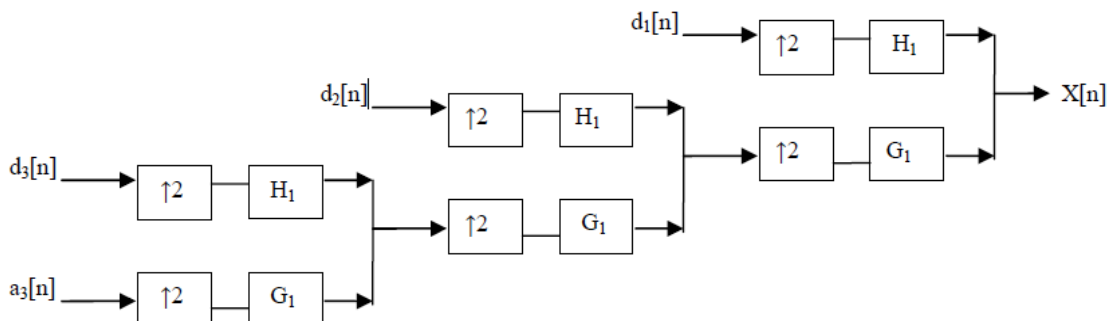 d₁[n]
↑2
H₁
d₂[n]
↑2
H₁
X[n]
↑2
G₁
d₃[n]
↑2
H₁
↑2
G₁
a₃[n]
↑2
G₁